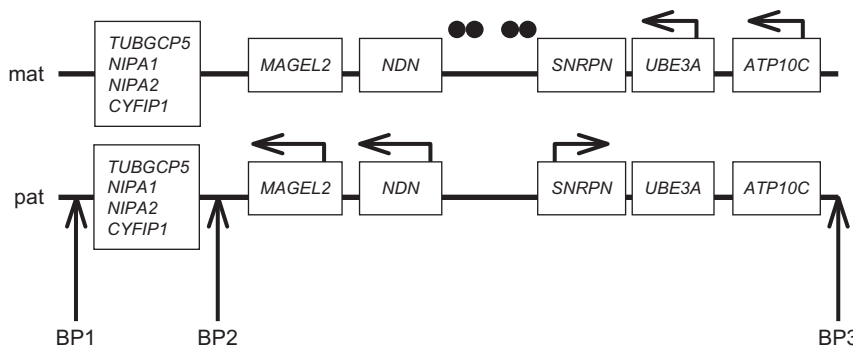 mat
TUBGCP5
NIPA1
NIPA2
CYFIP1
MAGEL2
NDN
SNRPN
UBE3A
ATP10C
pat
TUBGCP5
NIPA1
NIPA2
CYFIP1
MAGEL2
NDN
SNRPN
UBE3A
ATP10C
BP1
BP2
BP3